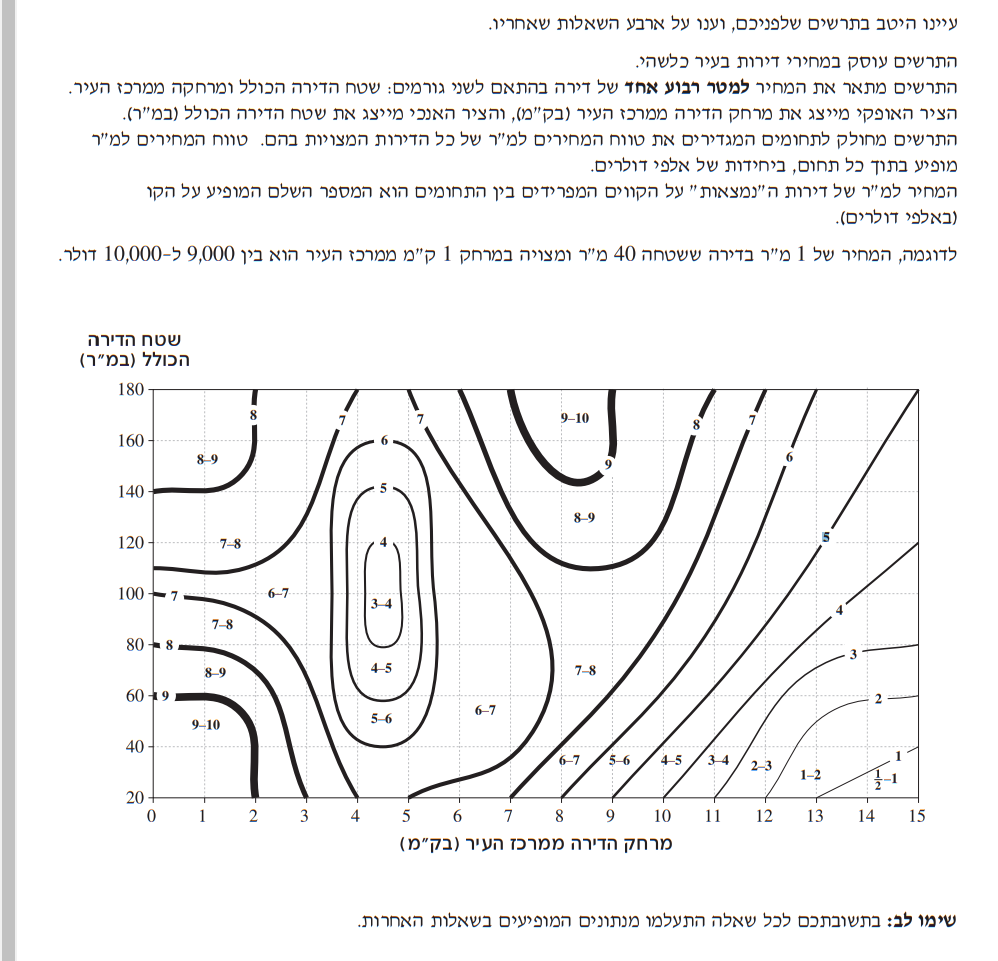 עיינו היטב בתרשים שלפניכם, וענו על ארבע השאלות שאחריו.
התרשים עוסק במחירי דירות בעיר כלשהי.
התרשים מתאר את המחיר למטר רבוע אחד של דירה בהתאם לשני גורמים: שטח הדירה הכולל ומרחקה ממרכז העיר.
הציר האופקי מייצג את מרחק הדירה ממרכז העיר (בק"מ), והציר האנכי מייצג את שטח הדירה הכולל (במ"ר).
התרשים מחולק לתחומים המגדירים את טווח המחירים למ"ר של כל הדירות המצויות בהם. טווח המחירים למ"ר
מופיע בתוך כל תחום, ביחידות של אלפי דולרים.
המחיר למ"ר של דירות ה"נמצאות" על הקווים המפרידים בין התחומים הוא המספר השלם המופיע על הקו
(באלפי דולרים).
לדוגמה, המחיר של 1 מ"ר בדירה ששטחה 40 מ"ר ומצויה במרחק 1 ק"מ ממרכז העיר הוא בין 9,000 ל-10,000 דולר.
שטח הדירה
הכולל (במ"ר)
180
8 7 7 9–10 8 7
160 6 6
8–9 9
140 5 8–9
120 7–8 4 5
100 7 6–7 3–4 4
7–8
80 8 8–9 4–5 7–8 3
60 9 9–10 5–6 6–7 2
40 6–7 5–6 4–5 3–4 2–3 1–2 1
½–1
20
0 1 2 3 4 5 6 7 8 9 10 11 12 13 14 15
מרחק הדירה ממרכז העיר (בק"מ)
שימו לב: בתשובתכם לכל שאלה התעלמו מנתונים המופיעים בשאלות האחרות.